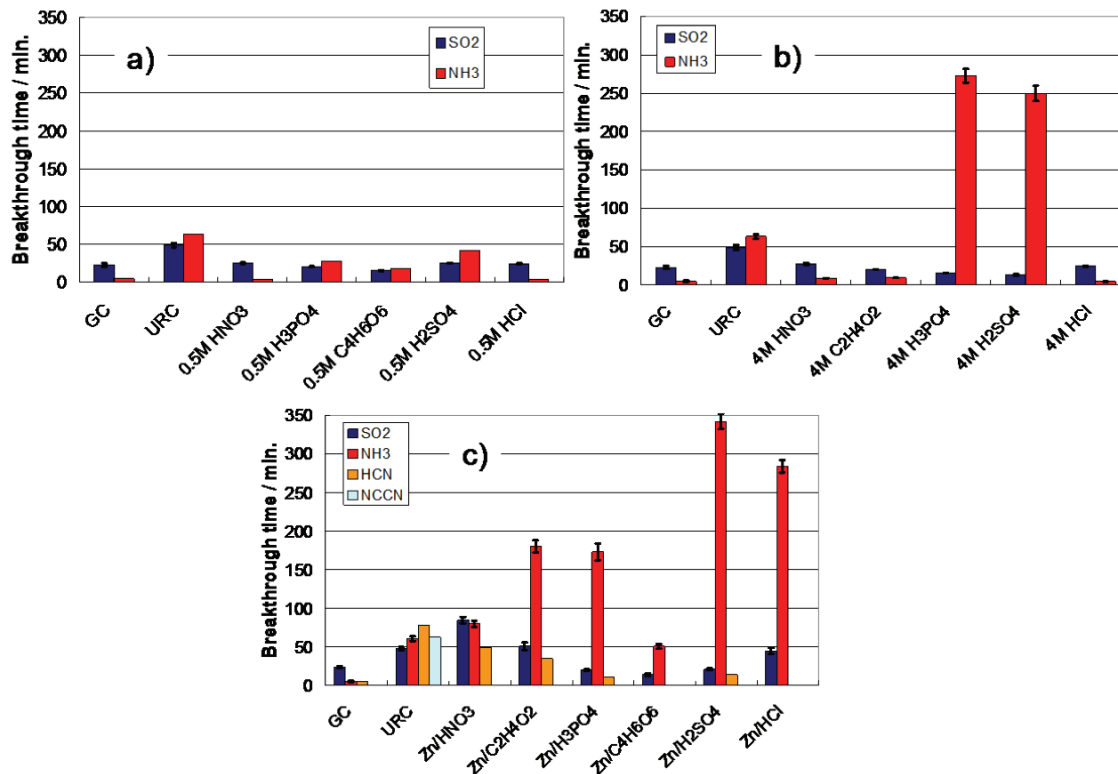 a)
SO2
NH3
Breakthrough time / min.
350
300
250
200
150
100
50
0
GC
URC
0.5M HNO3
0.5M H3PO4
0.5M C4H6O6
0.5M H2SO4
0.5M HCl
b)
SO2
NH3
Breakthrough time / min.
350
300
250
200
150
100
50
0
GC
URC
4M HNO3
4M C2H4O2
4M H3PO4
4M H2SO4
4M HCl
c)
SO2
NH3
HCN
NCCN
Breakthrough time / min.
350
300
250
200
150
100
50
0
GC
URC
Zn/HNO3
Zn/C2H4O2
Zn/H3PO4
Zn/C4H6O6
Zn/H2SO4
Zn/HCl